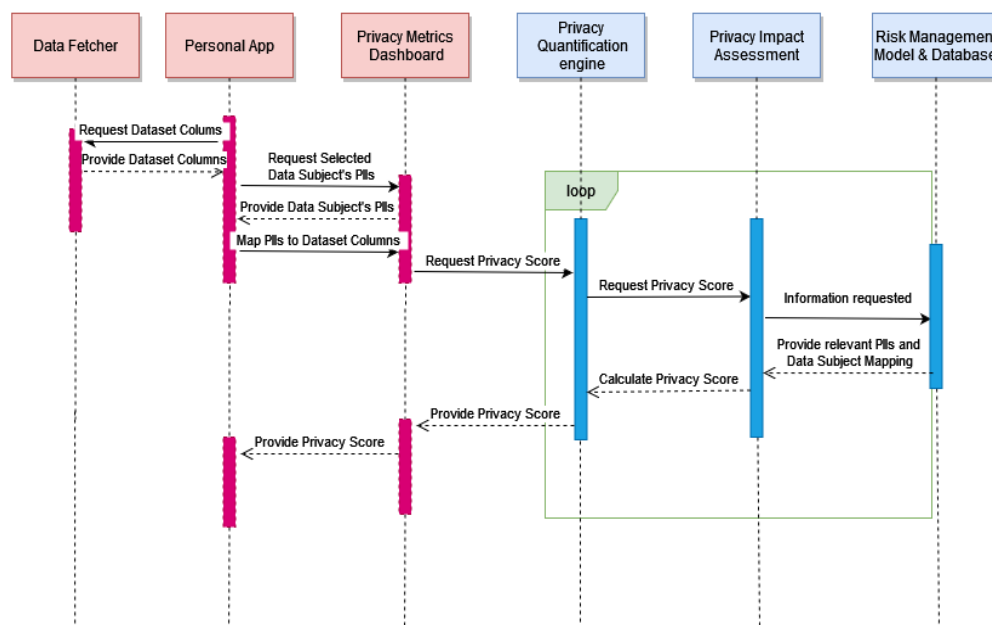 Data Fetcher
Personal App
Privacy Metrics
Dashboard
Privacy
Quantification
engine
Privacy Impact
Assessment
Risk Management
Model & Database
Request Dataset Colums
Provide Dataset Columns
Request Selected
Data Subject's PIIs
Provide Data Subject's PIIs
Map PIIs to Dataset Columns
Request Privacy Score
loop
Request Privacy Score
Information requested
Provide relevant PIIs and
Data Subject Mapping
Calculate Privacy Score
Provide Privacy Score
Provide Privacy Score